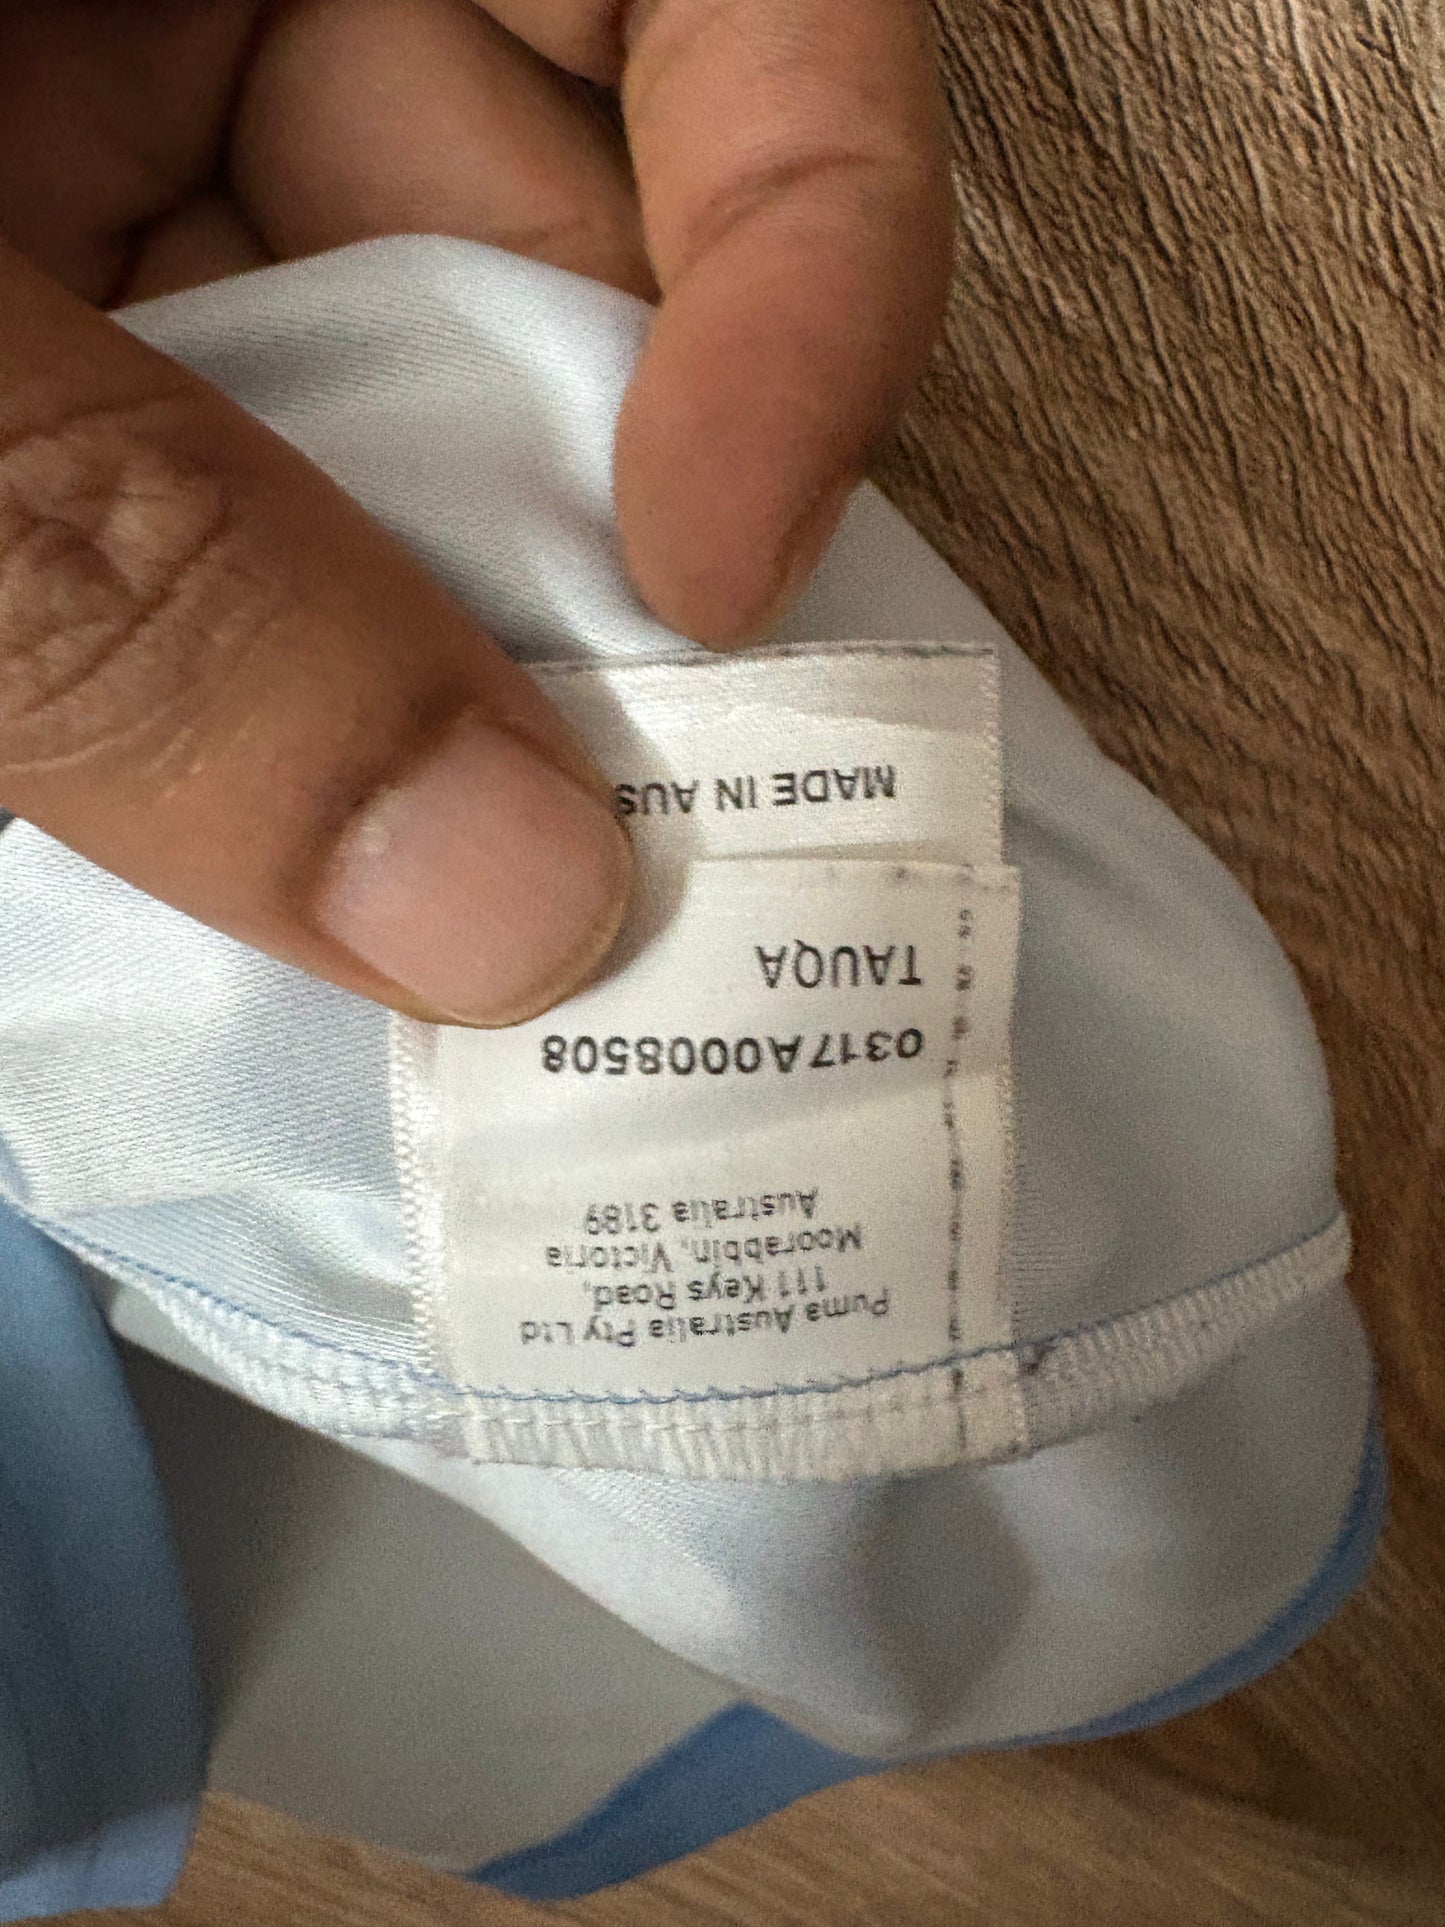 Puma Australia Pty Ltd
111 Keys Road,
Moorabbin, Victoria
Australia 3189
0317A0008508
TAUQA
MADE IN AUS